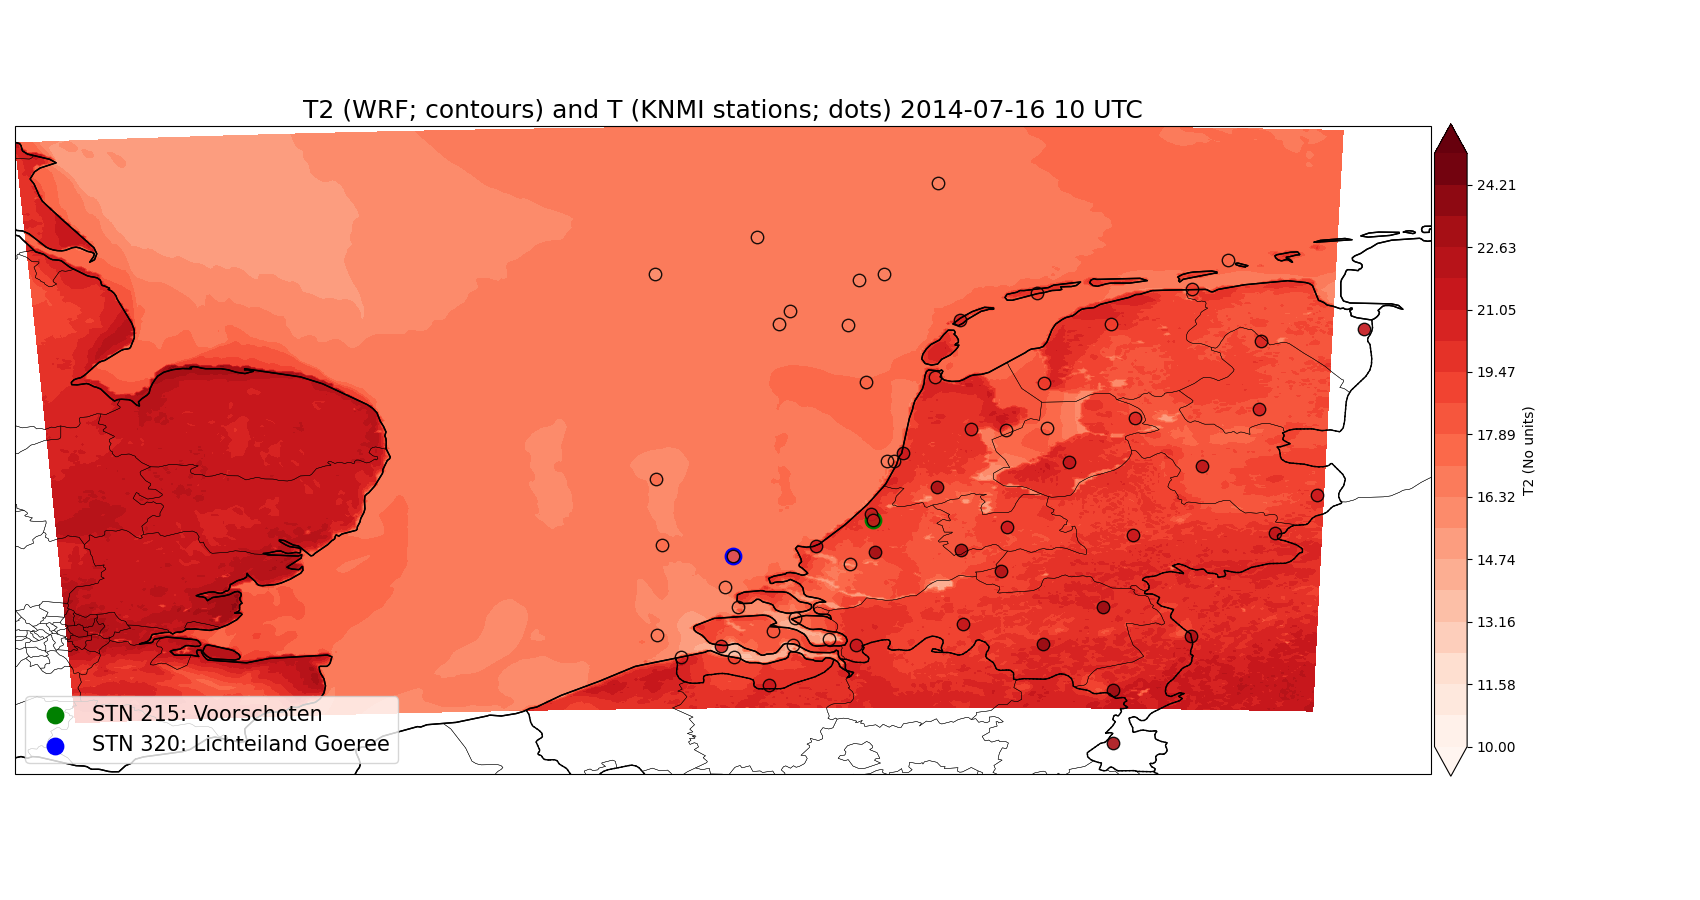 T2 (WRF; contours) and T (KNMI stations; dots) 2014-07-16 10 UTC
24.21
22.63
21.05
19.47
17.89
16.32
14.74
13.16
11.58
10.00
T2 (No units)
STN 215: Voorschoten
STN 320: Lichteiland Goeree